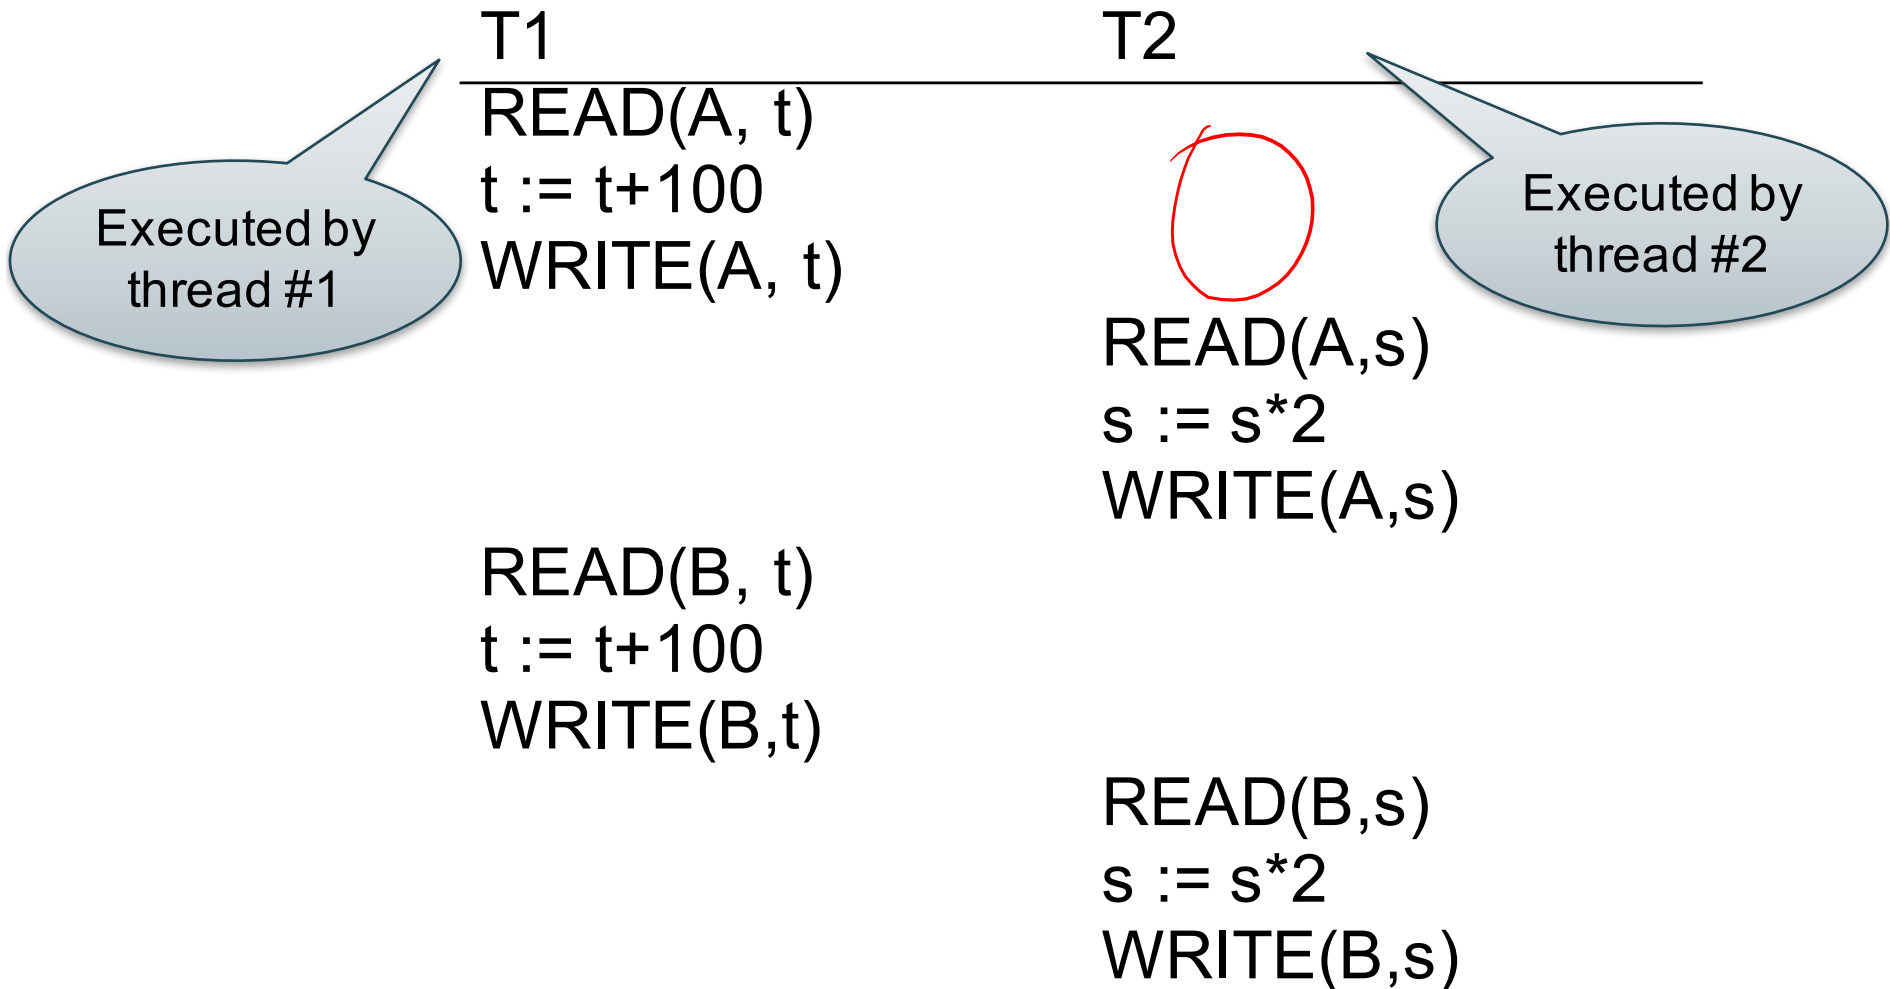 T1
T2
READ(A, t)
t := t+100
WRITE(A, t)
Executed by
thread #1
Executed by
thread #2
READ(A,s)
s := s*2
WRITE(A,s)
READ(B, t)
t := t+100
WRITE(B,t)
READ(B,s)
s := s*2
WRITE(B,s)